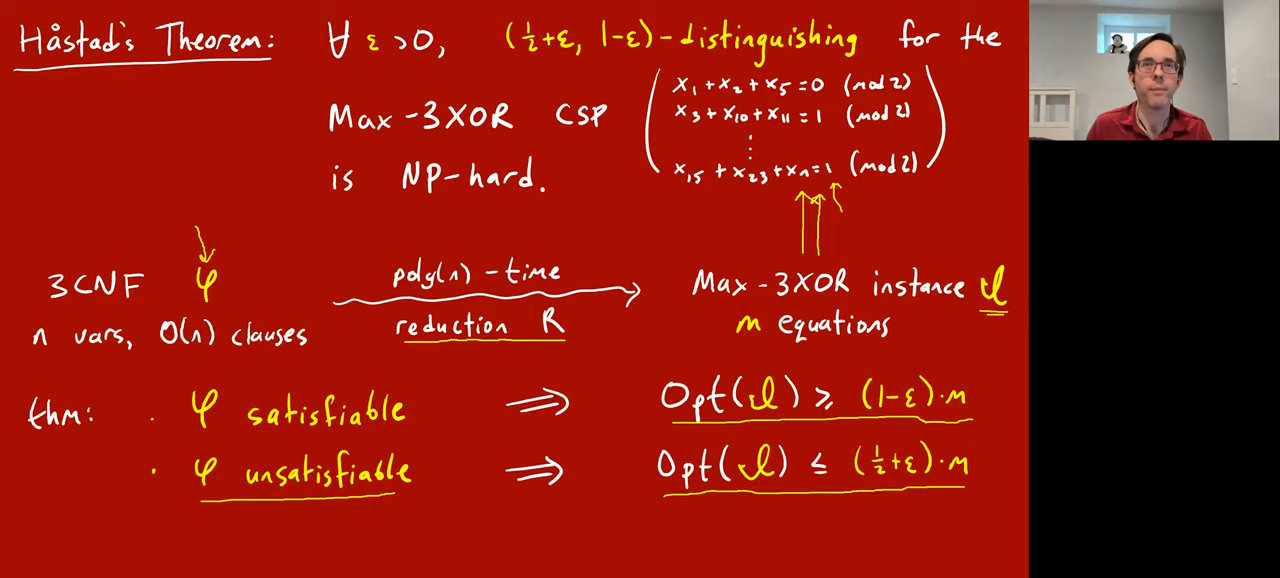 Håstad's Theorem: ∀ ε > 0, (½+ε, 1-ε)-distinguishing for the
Max-3XOR CSP
is NP-hard.
x₁ + x₂ + x₅ = 0 (mod 2)
x₃ + x₁₀ + x₁₁ = 1 (mod 2)
⋮
x₁₅ + x₂₃ + xₙ = 1 (mod 2)
3CNF φ
n vars, O(n) clauses
poly(n)-time
reduction R
Max-3XOR instance 𝓘
m equations
thm: · φ satisfiable ⟹ Opt(𝓘) ≥ (1-ε)·m
· φ unsatisfiable ⟹ Opt(𝓘) ≤ (½+ε)·m